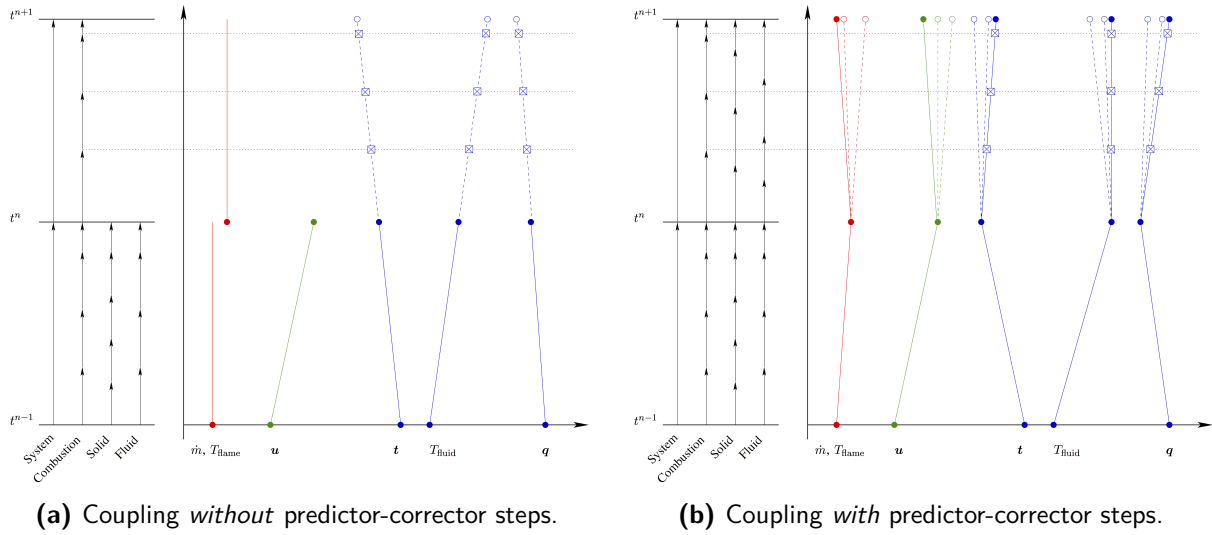 t^{n+1}
t^n
t^{n−1}
System
Combustion
Solid
Fluid
ṁ, T_flame
u
t
T_fluid
q
(a) Coupling without predictor-corrector steps.
t^{n+1}
t^n
t^{n−1}
System
Combustion
Solid
Fluid
ṁ, T_flame
u
t
T_fluid
q
(b) Coupling with predictor-corrector steps.